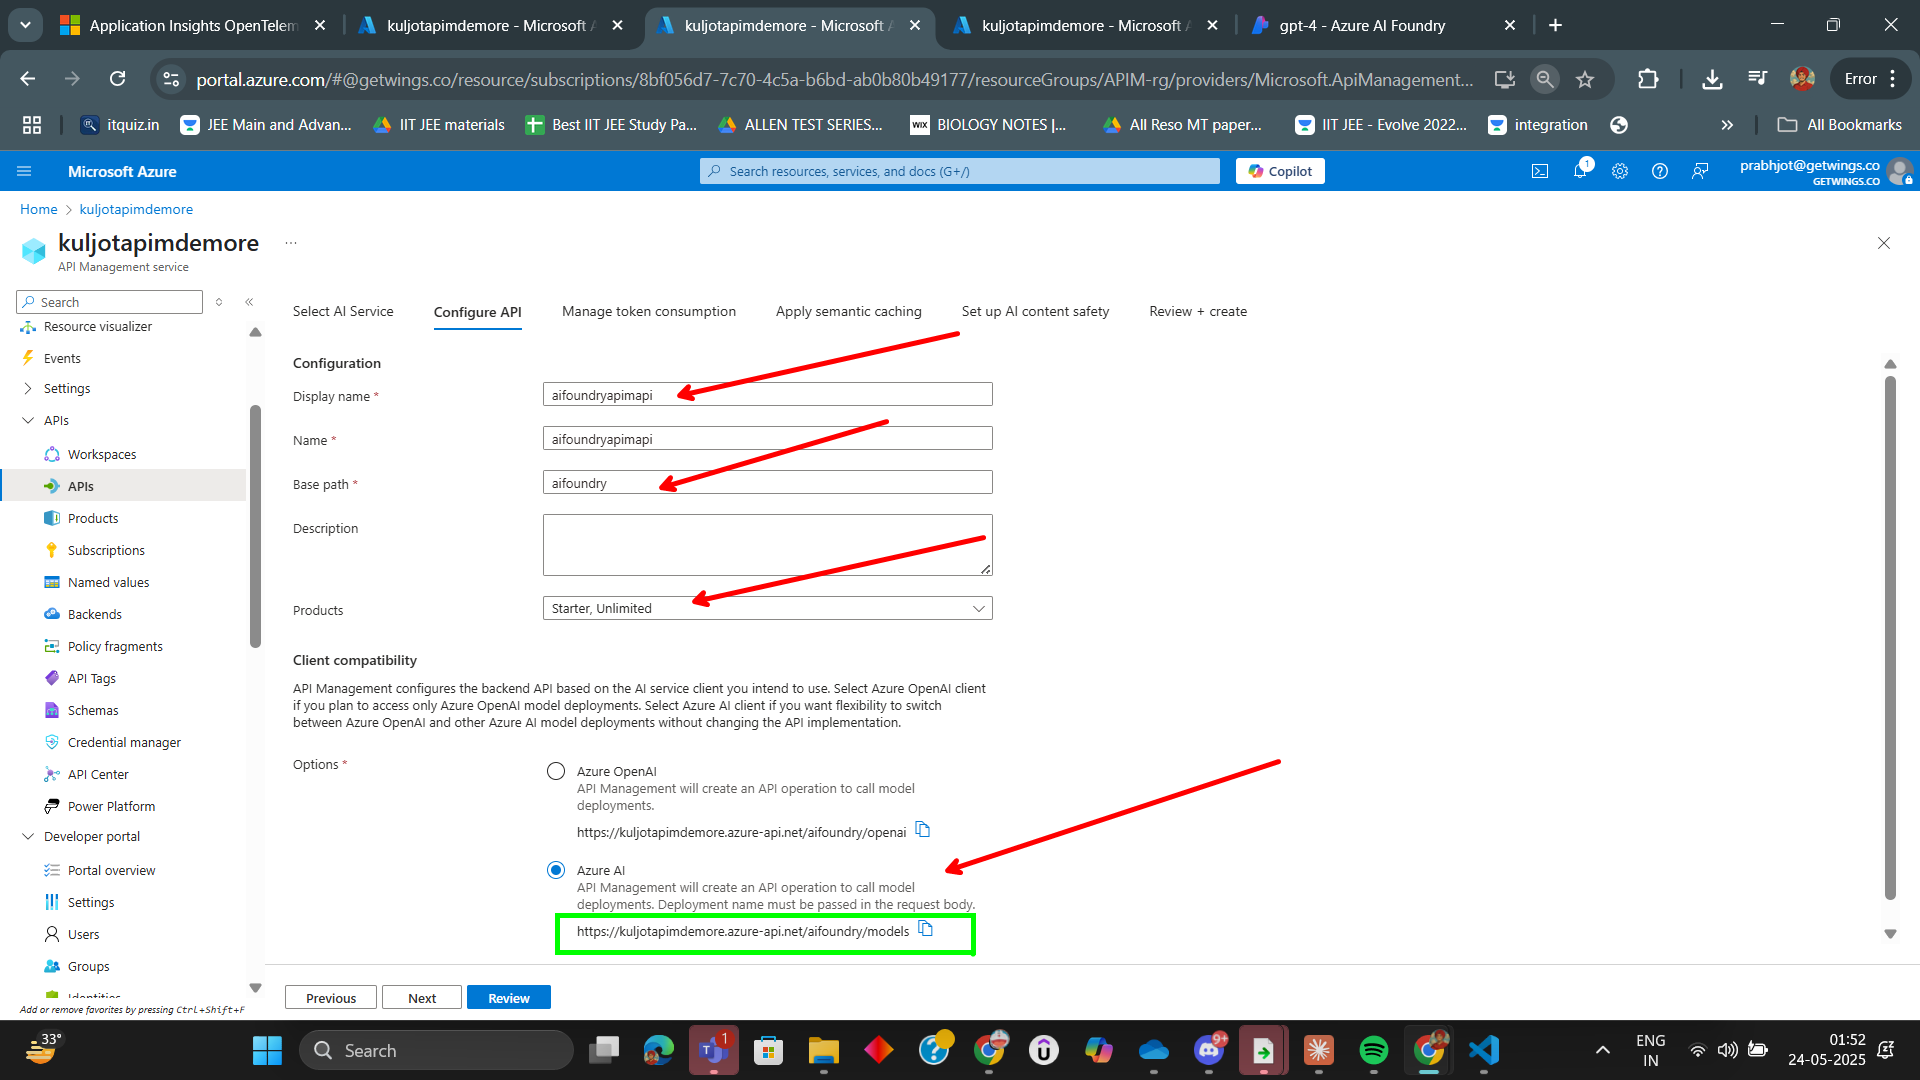 Application Insights OpenTelem
kuljotapimdemore - Microsoft A
kuljotapimdemore - Microsoft A
kuljotapimdemore - Microsoft A
gpt-4 - Azure AI Foundry
portal.azure.com/#@getwings.co/resource/subscriptions/8bf056d7-7c70-4c5a-b6bd-ab0b80b49177/resourceGroups/APIM-rg/providers/Microsoft.ApiManagement...
Error
itquiz.in
JEE Main and Advan...
IIT JEE materials
Best IIT JEE Study Pa...
ALLEN TEST SERIES...
WIX
BIOLOGY NOTES |...
All Reso MT paper...
IIT JEE - Evolve 2022...
integration
All Bookmarks
Microsoft Azure
Search resources, services, and docs (G+/)
Copilot
1
prabhjot@getwings.co
GETWINGS.CO
Home > kuljotapimdemore
kuljotapimdemore ...
API Management service
Search
Resource visualizer
Events
Settings
APIs
Workspaces
APIs
Products
Subscriptions
Named values
Backends
Policy fragments
API Tags
Schemas
Credential manager
API Center
Power Platform
Developer portal
Portal overview
Settings
Users
Groups
Identities
Add or remove favorites by pressing Ctrl+Shift+F
Select AI Service
Configure API
Manage token consumption
Apply semantic caching
Set up AI content safety
Review + create
Configuration
Display name *
aifoundryapimapi
Name *
aifoundryapimapi
Base path *
aifoundry
Description
Products
Starter, Unlimited
Client compatibility
API Management configures the backend API based on the AI service client you intend to use. Select Azure OpenAI client
if you plan to access only Azure OpenAI model deployments. Select Azure AI client if you want flexibility to switch
between Azure OpenAI and other Azure AI model deployments without changing the API implementation.
Options *
Azure OpenAI
API Management will create an API operation to call model
deployments.
https://kuljotapimdemore.azure-api.net/aifoundry/openai
Azure AI
API Management will create an API operation to call model
deployments. Deployment name must be passed in the request body.
https://kuljotapimdemore.azure-api.net/aifoundry/models
Previous
Next
Review
33°
Search
1
9+
ENG
IN
01:52
24-05-2025